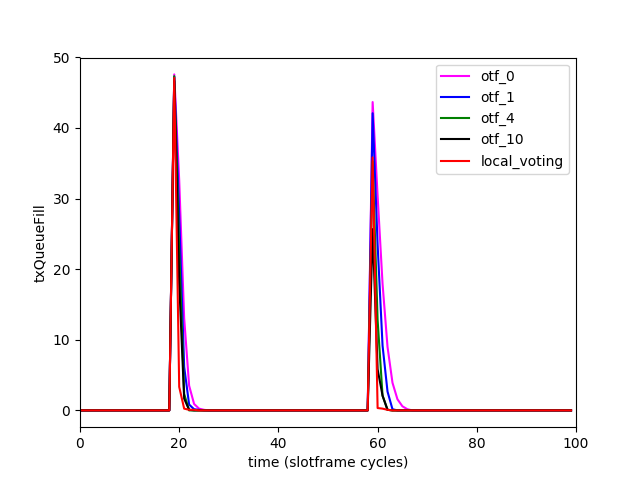 50
40
30
20
10
0
txQueueFill
0 20 40 60 80 100
time (slotframe cycles)
otf_0
otf_1
otf_4
otf_10
local_voting